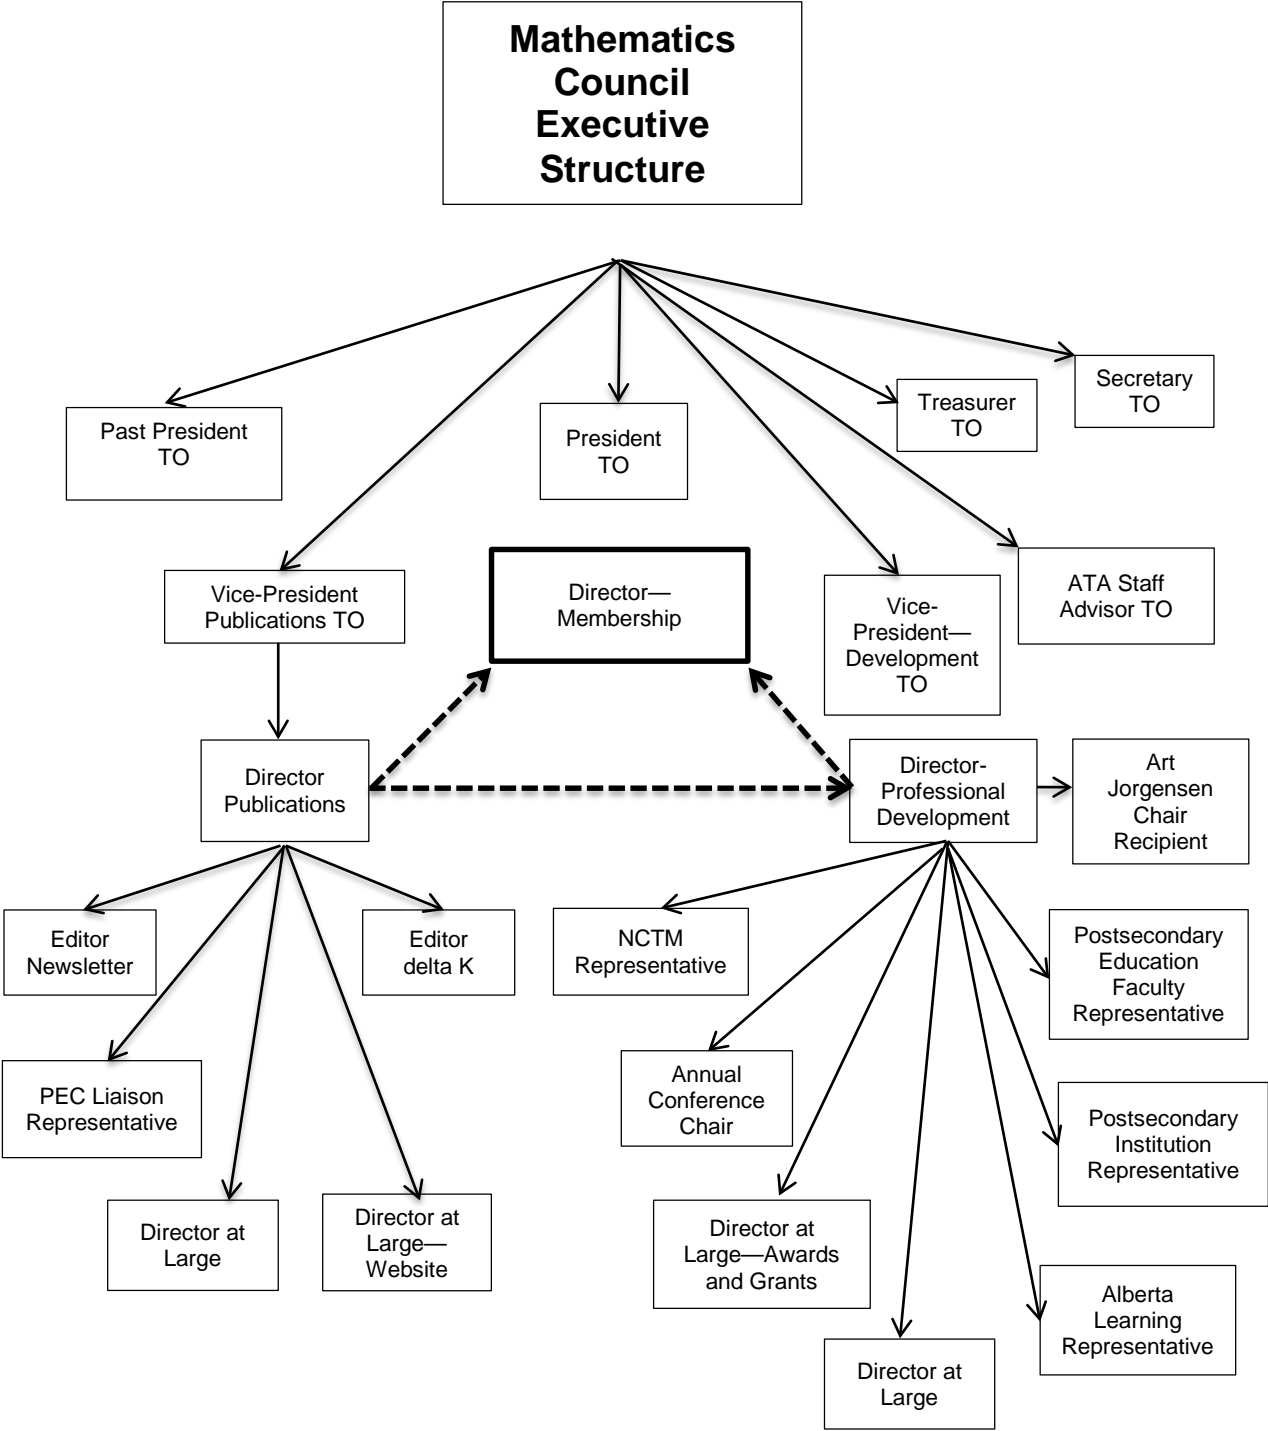 Mathematics
Council
Executive
Structure
Past President
TO
President
TO
Treasurer
TO
Secretary
TO
Vice-President
Publications TO
Director—
Membership
Vice-
President—
Development
TO
ATA Staff
Advisor TO
Director
Publications
Director-
Professional
Development
Art
Jorgensen
Chair
Recipient
Editor
Newsletter
Editor
delta K
NCTM
Representative
Postsecondary
Education
Faculty
Representative
PEC Liaison
Representative
Annual
Conference
Chair
Postsecondary
Institution
Representative
Director at
Large
Director at
Large—
Website
Director at
Large—Awards
and Grants
Alberta
Learning
Representative
Director at
Large